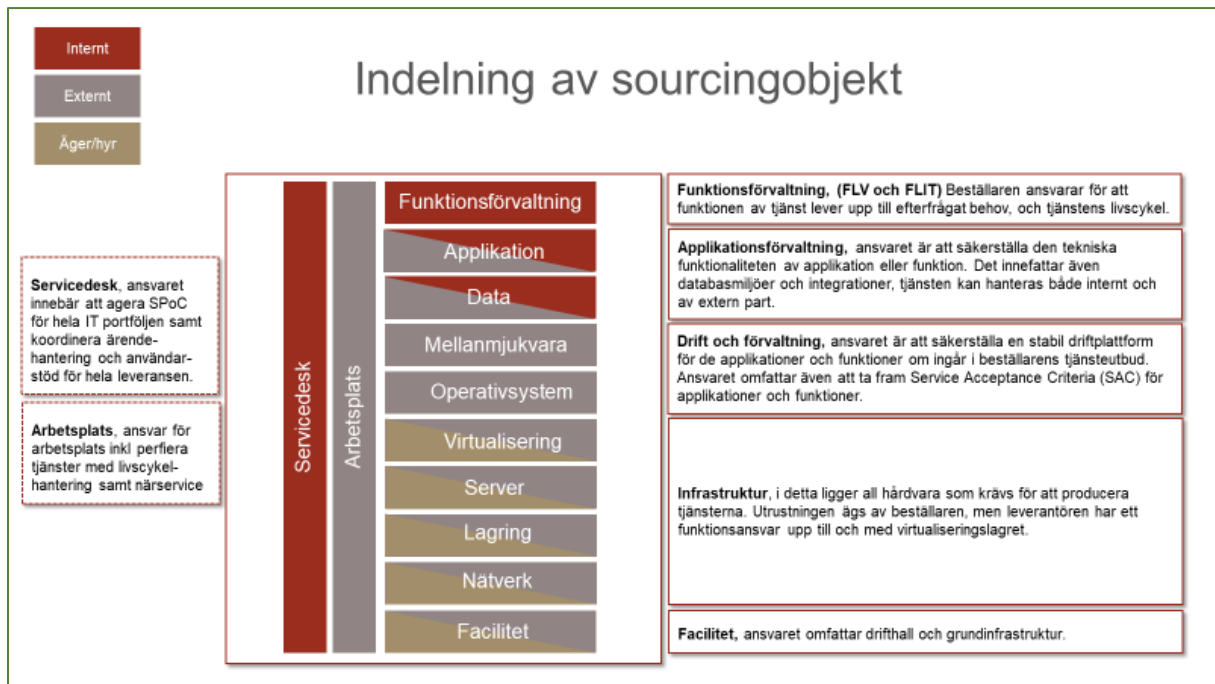 Internt
Externt
Äger/hyr
Indelning av sourcingobjekt
Servicedesk, ansvaret
innebär att agera SPoC
för hela IT portföljen samt
koordinera ärende-
hantering och användar-
stöd för hela leveransen.
Arbetsplats, ansvar för
arbetsplats inkl perfiera
tjänster med livscykel-
hantering samt närservice
Servicedesk
Arbetsplats
Funktionsförvaltning
Applikation
Data
Mellanmjukvara
Operativsystem
Virtualisering
Server
Lagring
Nätverk
Facilitet
Funktionsförvaltning, (FLV och FLIT) Beställaren ansvarar för att
funktionen av tjänst lever upp till efterfrågat behov, och tjänstens livscykel.
Applikationsförvaltning, ansvaret är att säkerställa den tekniska
funktionaliteten av applikation eller funktion. Det innefattar även
databasmiljöer och integrationer, tjänsten kan hanteras både internt och
av extern part.
Drift och förvaltning, ansvaret är att säkerställa en stabil driftplattform
för de applikationer och funktioner om ingår i beställarens tjänsteutbud.
Ansvaret omfattar även att ta fram Service Acceptance Criteria (SAC) för
applikationer och funktioner.
Infrastruktur, i detta ligger all hårdvara som krävs för att producera
tjänsterna. Utrustningen ägs av beställaren, men leverantören har ett
funktionsansvar upp till och med virtualiseringslagret.
Facilitet, ansvaret omfattar drifthall och grundinfrastruktur.